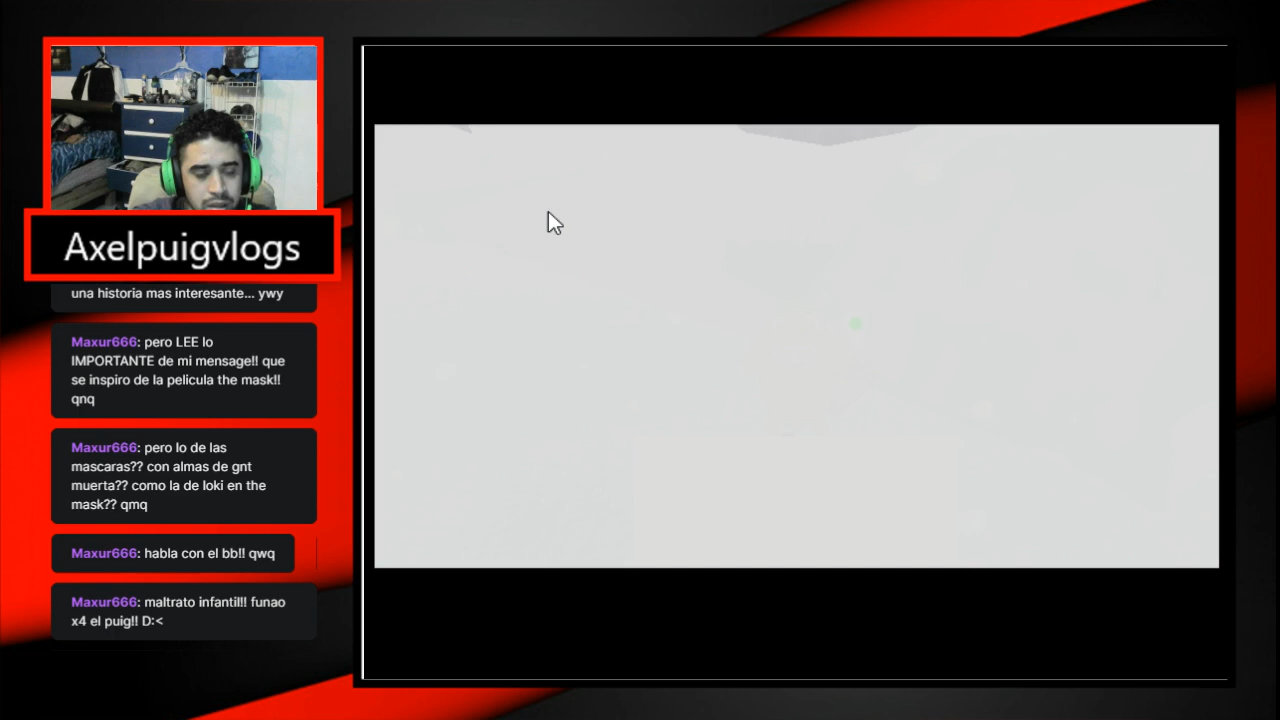 Axelpuigvlogs
una historia mas interesante... ywy
Maxur666: pero LEE lo
IMPORTANTE de mi mensage!! que
se inspiro de la pelicula the mask!!
qnq
Maxur666: pero lo de las
mascaras?? con almas de gnt
muerta?? como la de loki en the
mask?? qmq
Maxur666: habla con el bb!! qwq
Maxur666: maltrato infantil!! funao
x4 el puig!! D:<